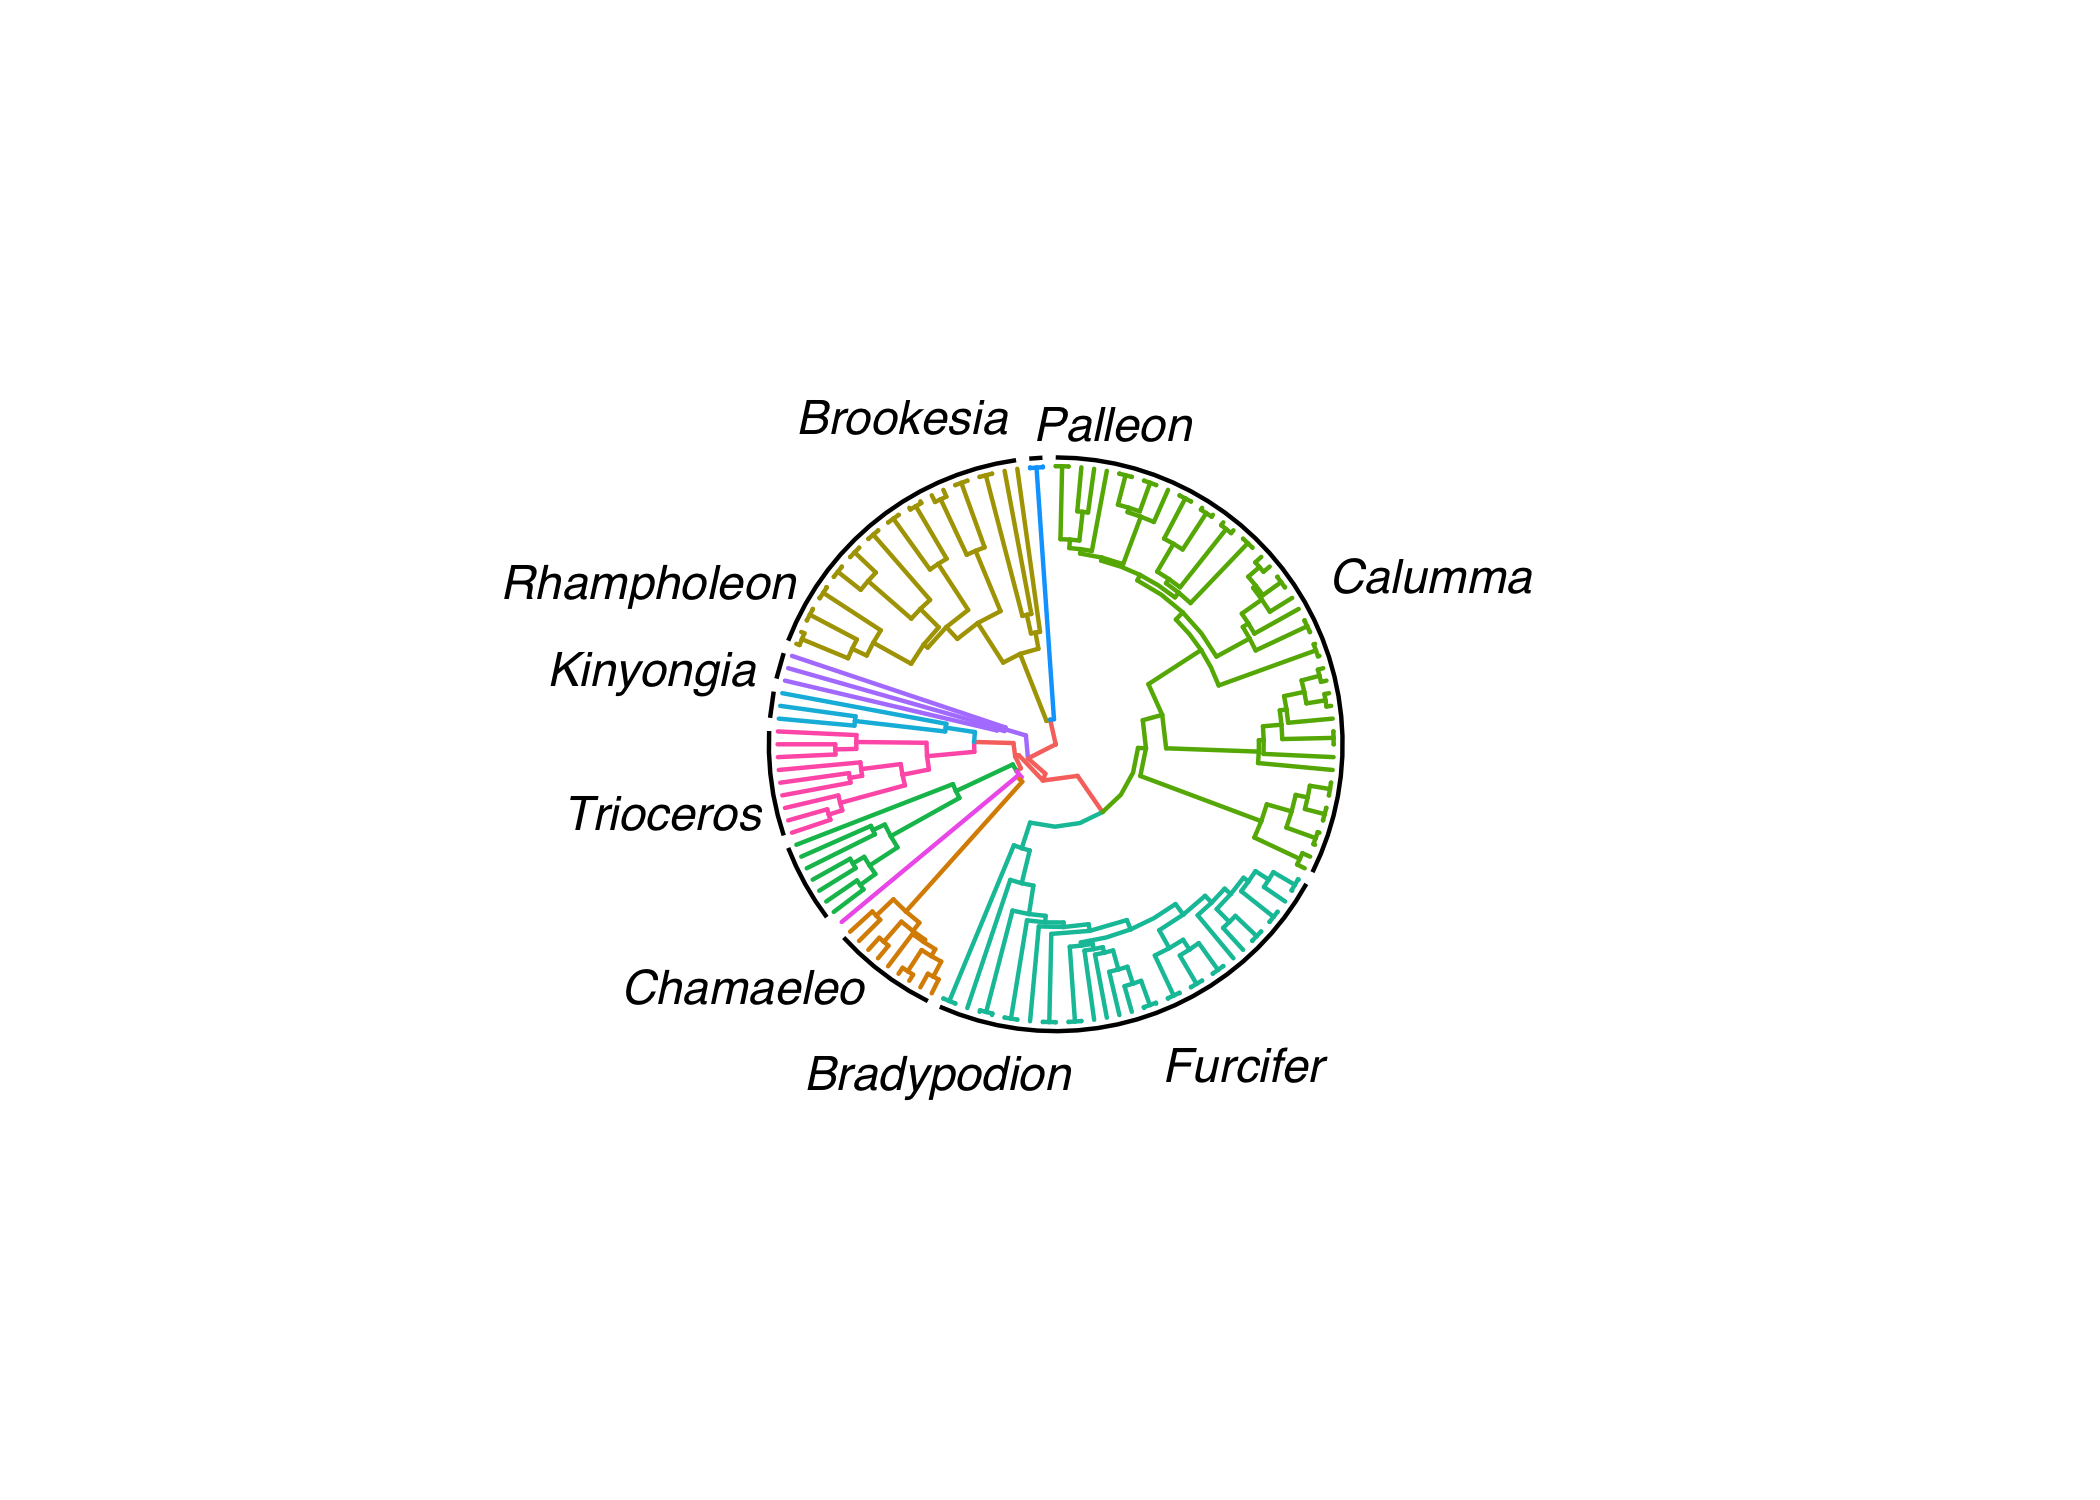 Brookesia
Palleon
Rhampholeon
Calumma
Kinyongia
Trioceros
Chamaeleo
Bradypodion
Furcifer